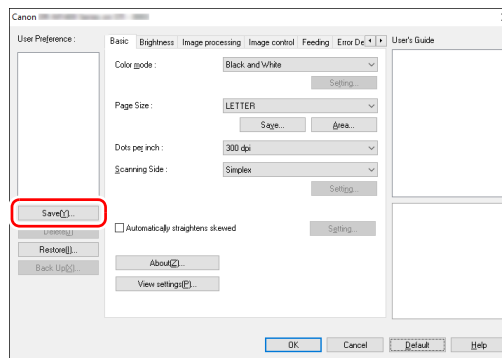 Canon
User Preference :
Basic Brightness Image processing Image control Feeding Error De
User's Guide
Color mode : Black and White
Setting...
Page Size : LETTER
Save... Area...
Dots per inch : 300 dpi
Scanning Side : Simplex
Setting...
Save(Y)...
Delete(J)
Automatically straightens skewed Setting...
Restore(I)...
About(Z)...
Back Up(X)...
View settings(P)...
OK Cancel Default Help